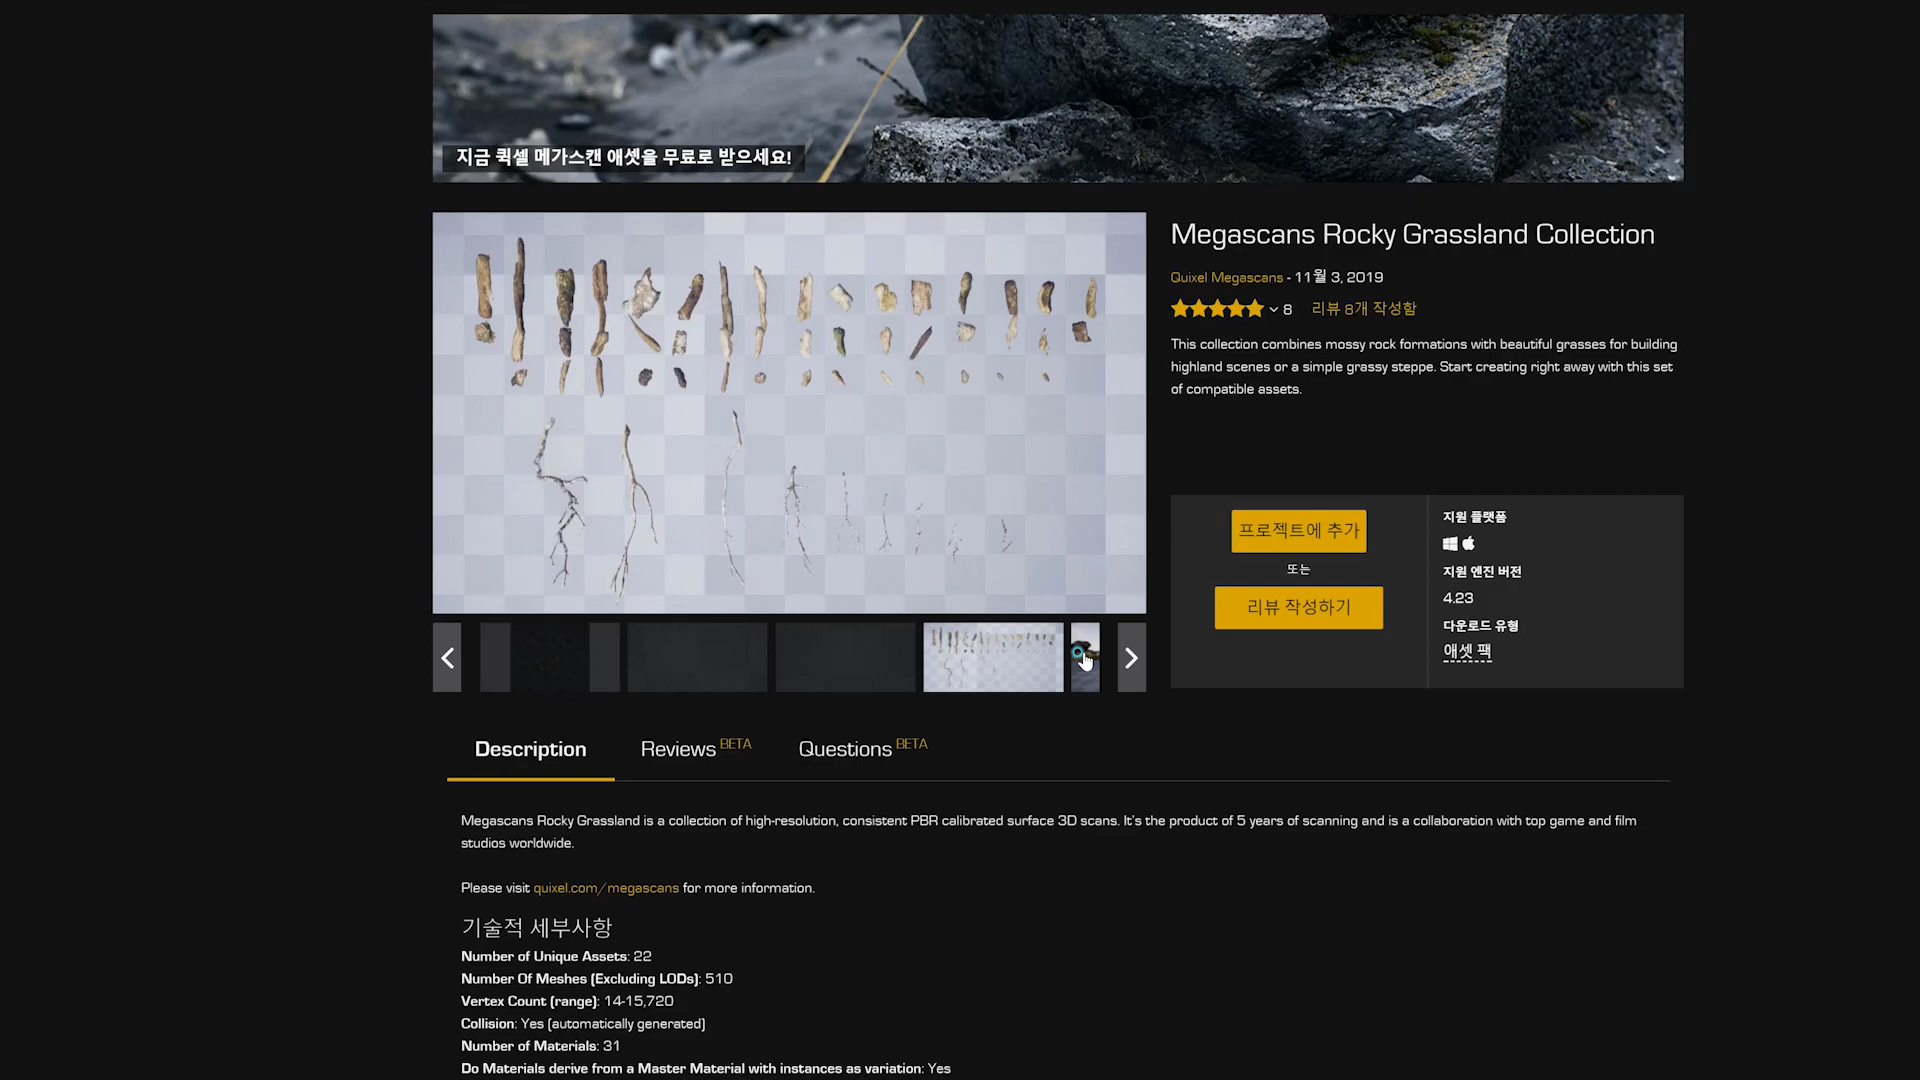 지금 퀵셀 메가스캔 애셋을 무료로 받으세요!
Megascans Rocky Grassland Collection
Quixel Megascans - 11월 3, 2019
8 리뷰 8개 작성함
This collection combines mossy rock formations with beautiful grasses for building
highland scenes or a simple grassy steppe. Start creating right away with this set
of compatible assets.
프로젝트에 추가
또는
리뷰 작성하기
지원 플랫폼
지원 엔진 버전
4.23
다운로드 유형
애셋 팩
Description
Reviews BETA
Questions BETA
Megascans Rocky Grassland is a collection of high-resolution, consistent PBR calibrated surface 3D scans. It's the product of 5 years of scanning and is a collaboration with top game and film
studios worldwide.
Please visit quixel.com/megascans for more information.
기술적 세부사항
Number of Unique Assets: 22
Number Of Meshes (Excluding LODs): 510
Vertex Count (range): 14-15,720
Collision: Yes (automatically generated)
Number of Materials: 31
Do Materials derive from a Master Material with instances as variation: Yes